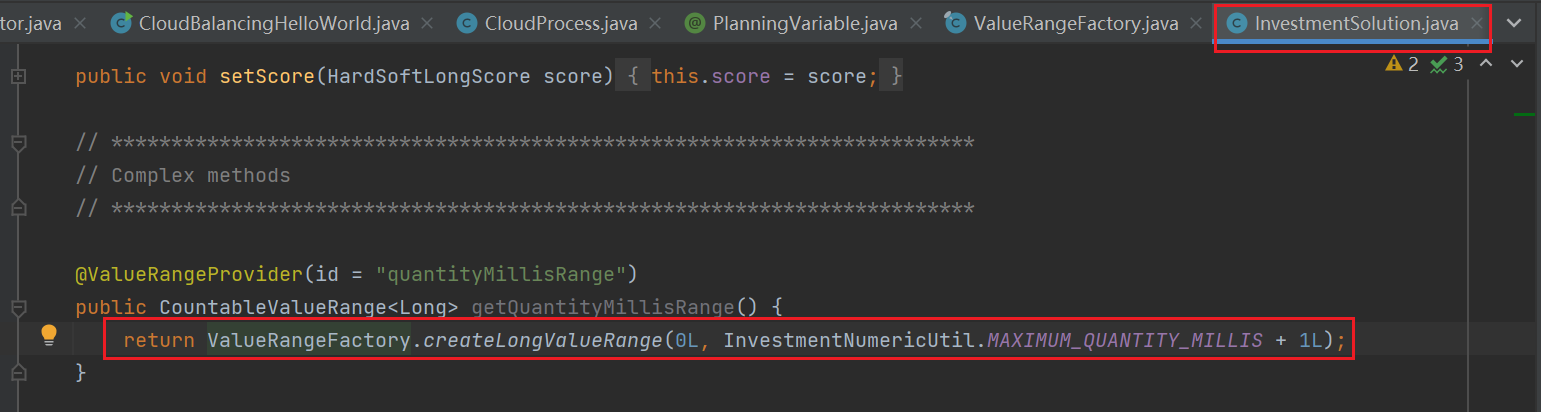 tor.java CloudBalancingHelloWorld.java CloudProcess.java PlanningVariable.java ValueRangeFactory.java InvestmentSolution.java
public void setScore(HardSoftLongScore score) { this.score = score; }
2 3
// ************************************************************************
// Complex methods
// ************************************************************************
@ValueRangeProvider(id = "quantityMillisRange")
public CountableValueRange<Long> getQuantityMillisRange() {
return ValueRangeFactory.createLongValueRange(0L, InvestmentNumericUtil.MAXIMUM_QUANTITY_MILLIS + 1L);
}